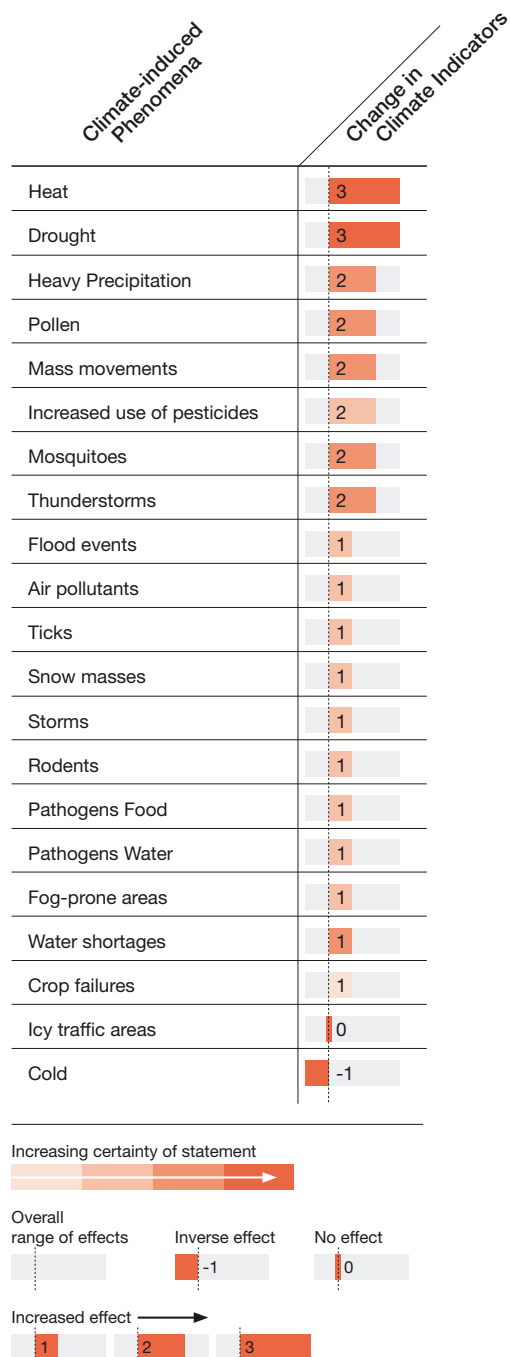 Climate-induced
Phenomena
Change in
Climate Indicators
Heat 3
Drought 3
Heavy Precipitation 2
Pollen 2
Mass movements 2
Increased use of pesticides 2
Mosquitoes 2
Thunderstorms 2
Flood events 1
Air pollutants 1
Ticks 1
Snow masses 1
Storms 1
Rodents 1
Pathogens Food 1
Pathogens Water 1
Fog-prone areas 1
Water shortages 1
Crop failures 1
Icy traffic areas 0
Cold -1
Increasing certainty of statement
Overall
range of effects Inverse effect No effect
-1 0
Increased effect
1 2 3